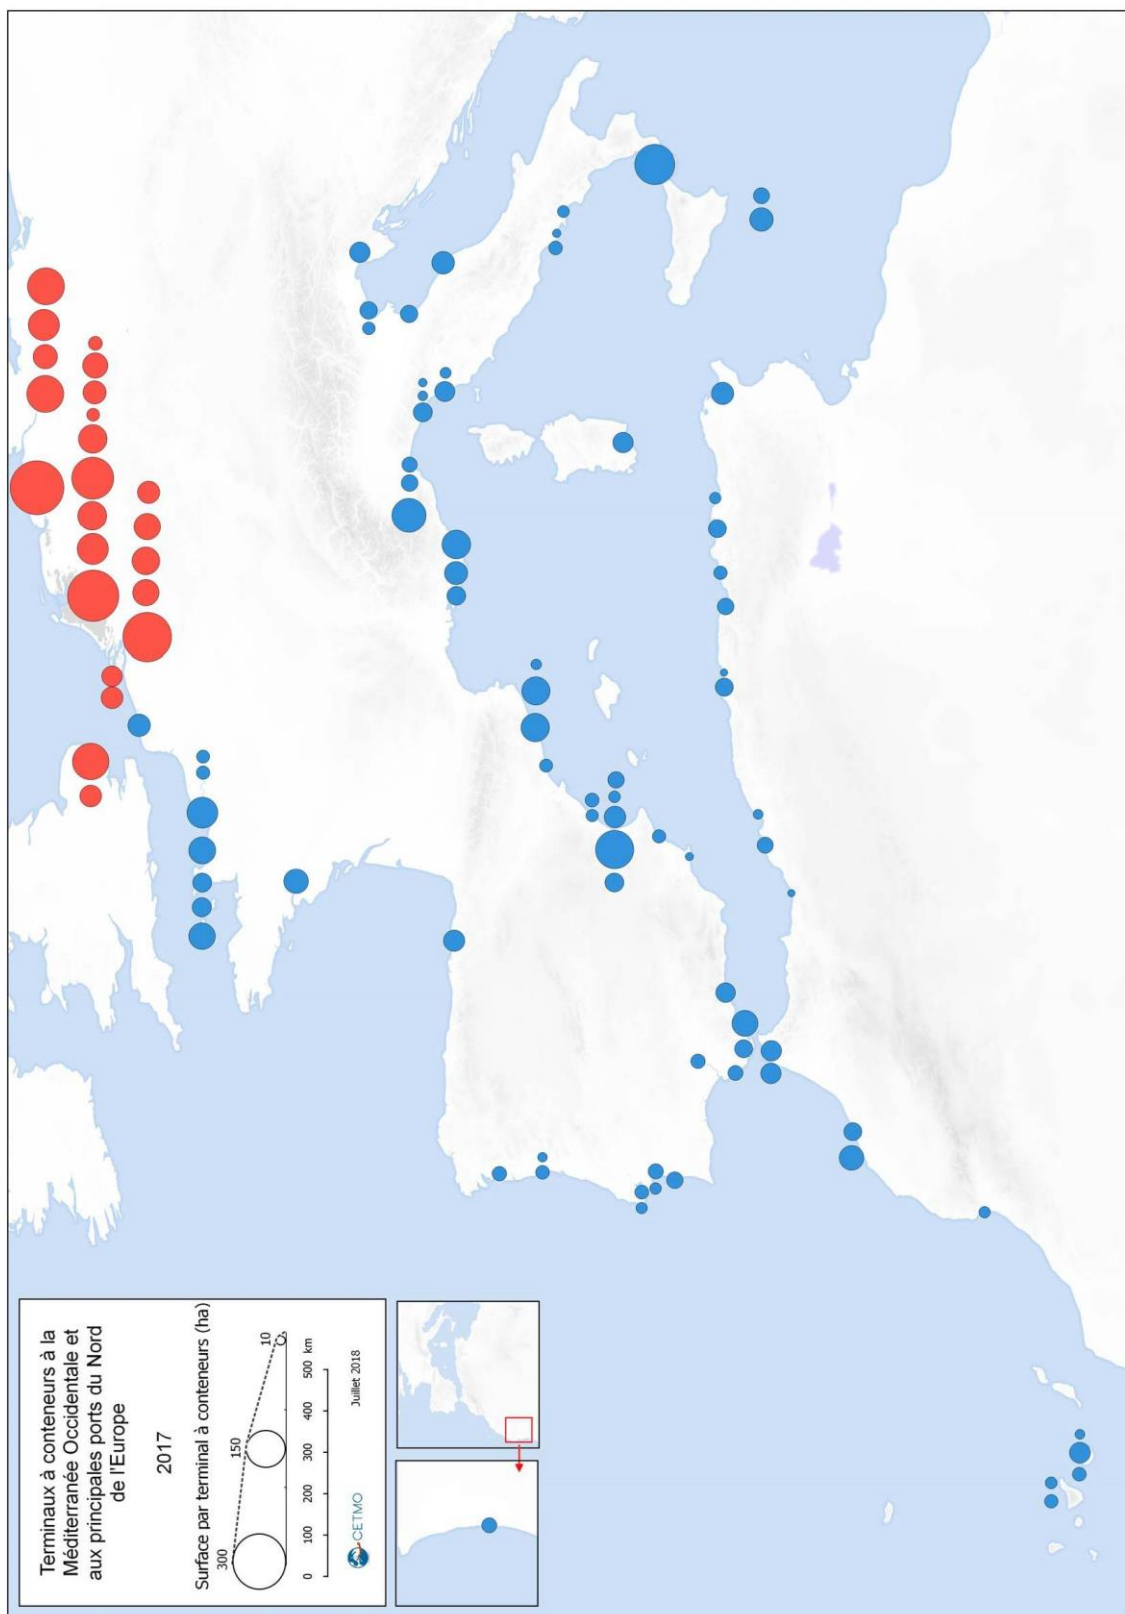 Terminaux à conteneurs à la
Méditerranée Occidentale et
aux principales ports du Nord
de l'Europe
2017
Surface par terminal à conteneurs (ha)
300
150
10
0 100 200 300 400 500 km
CETMO
Juillet 2018